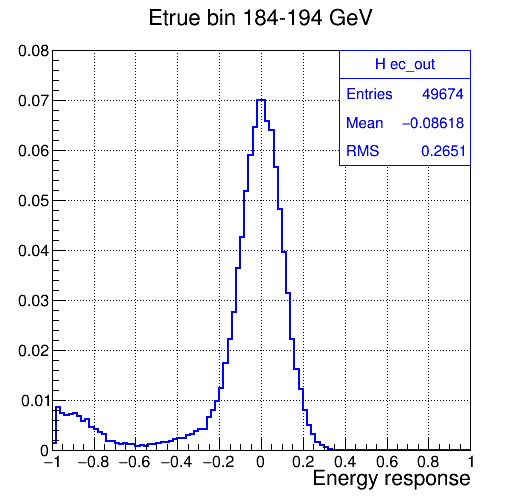 Etrue bin 184-194 GeV
H ec_out
Entries 49674
Mean −0.08618
RMS 0.2651
0.08
0.07
0.06
0.05
0.04
0.03
0.02
0.01
0
−1 −0.8 −0.6 −0.4 −0.2 0 0.2 0.4 0.6 0.8 1
Energy response